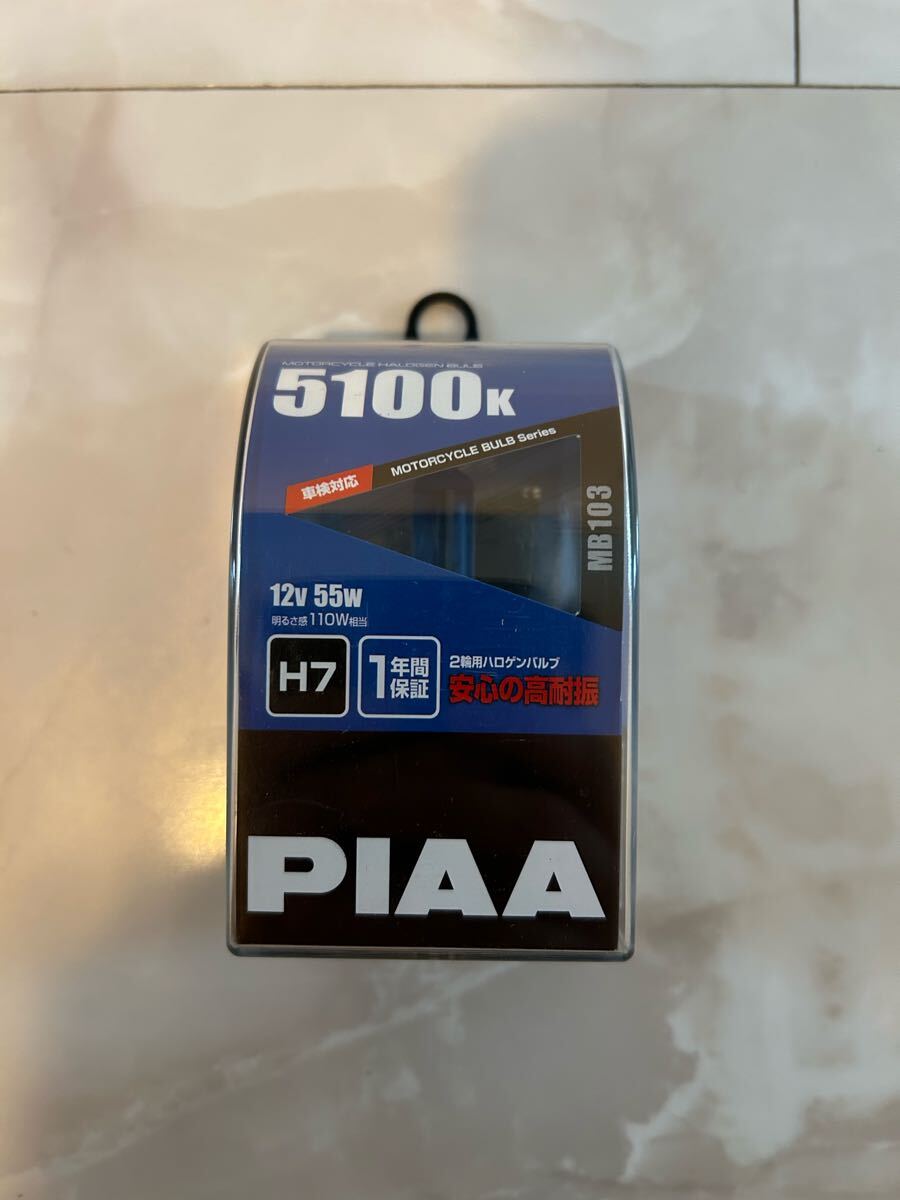 MOTORCYCLE HALOGEN BULB
5100K
車検対応
MOTORCYCLE BULB Series
MB103
12V 55W
明るさ感 110W相当
H7
1年間保証
2輪用ハロゲンバルブ
安心の高耐振
PIAA